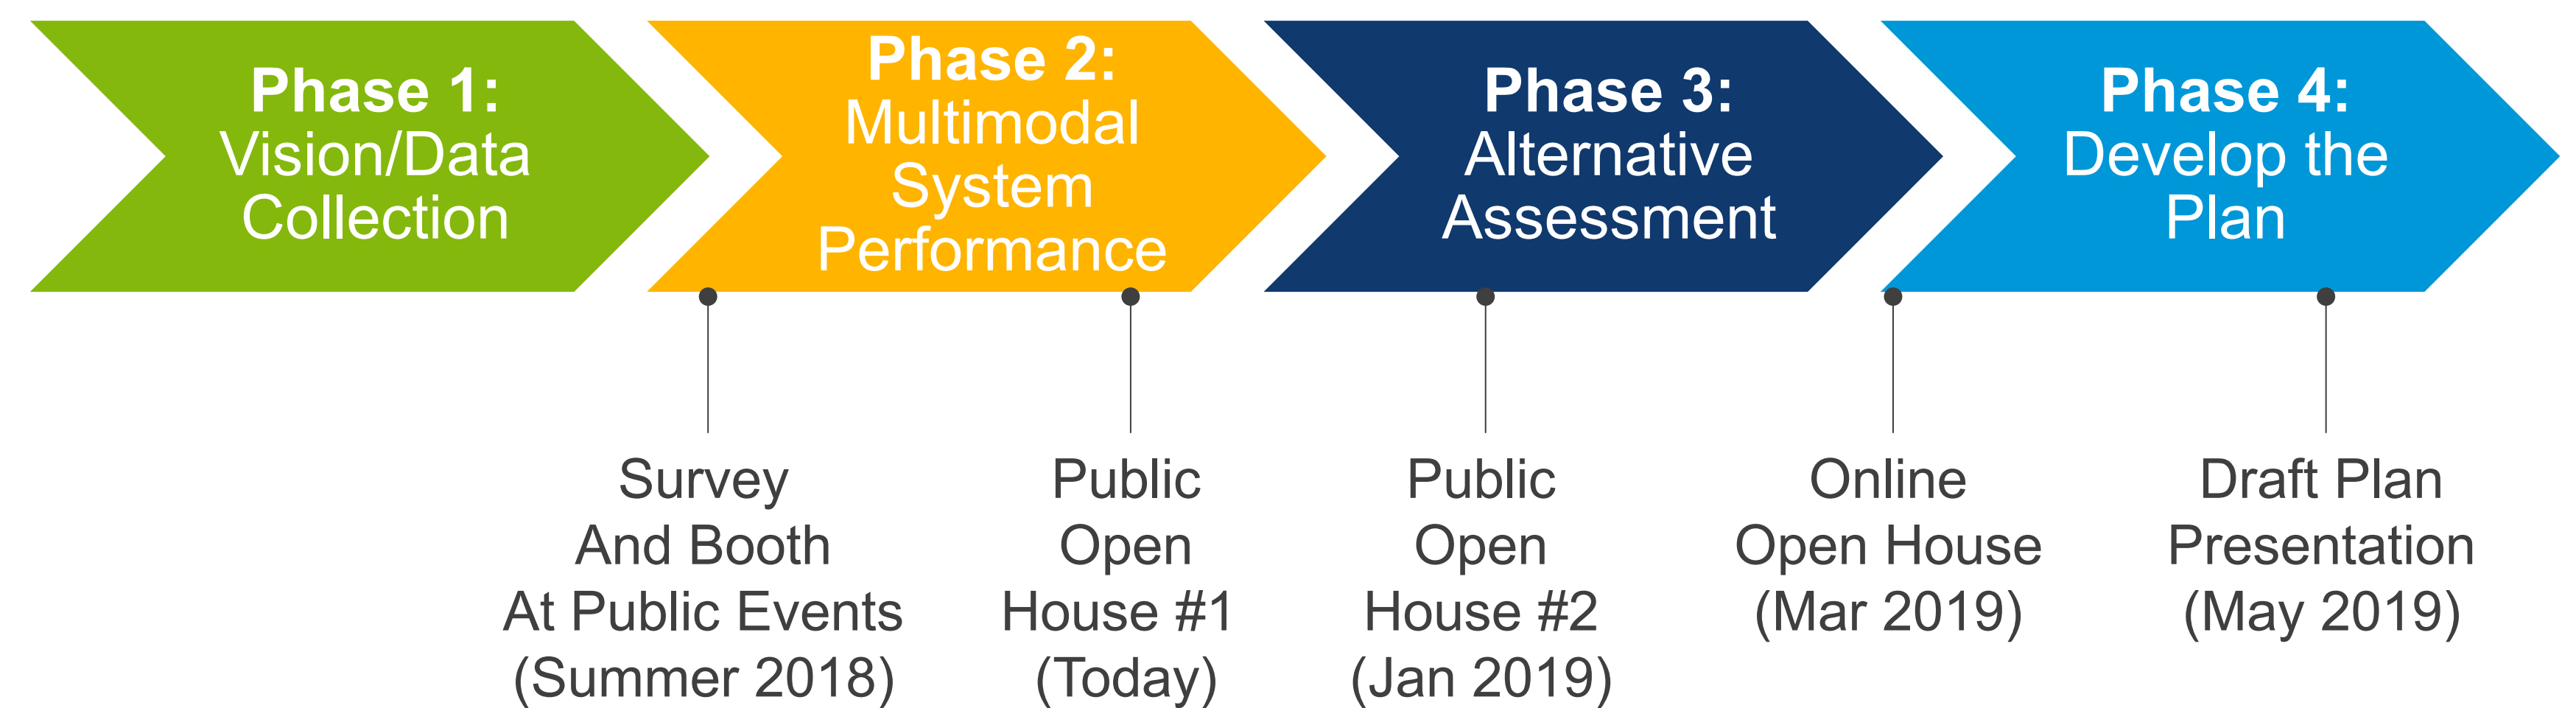 Phase 1:
Vision/Data
Collection
Phase 2:
Multimodal
System
Performance
Phase 3:
Alternative
Assessment
Phase 4:
Develop the
Plan
Survey
And Booth
At Public Events
(Summer 2018)
Public
Open
House #1
(Today)
Public
Open
House #2
(Jan 2019)
Online
Open House
(Mar 2019)
Draft Plan
Presentation
(May 2019)